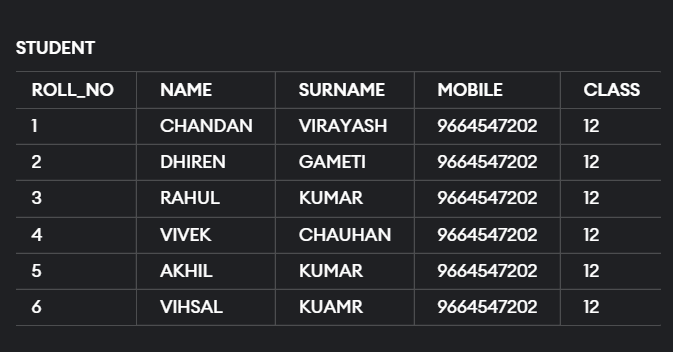 STUDENT
ROLL_NO NAME SURNAME MOBILE CLASS
1 CHANDAN VIRAYASH 9664547202 12
2 DHIREN GAMETI 9664547202 12
3 RAHUL KUMAR 9664547202 12
4 VIVEK CHAUHAN 9664547202 12
5 AKHIL KUMAR 9664547202 12
6 VIHSAL KUAMR 9664547202 12